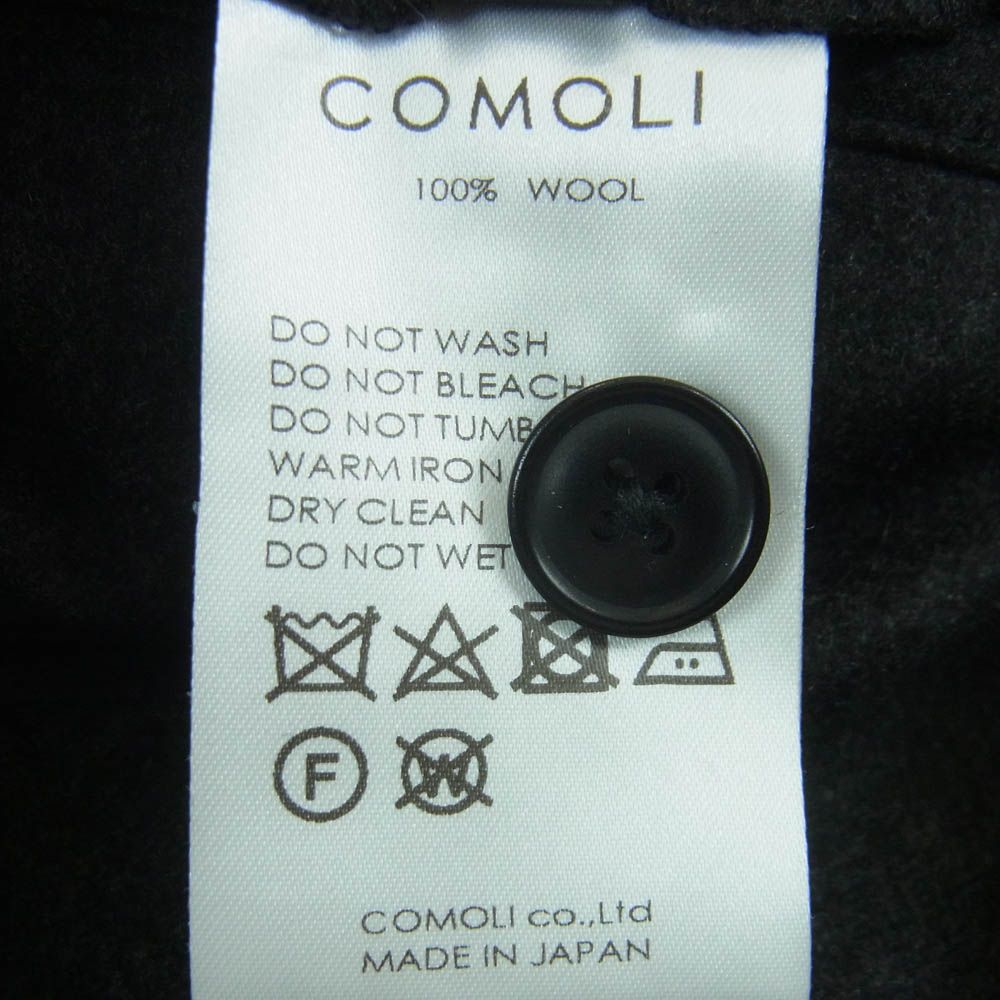 COMOLI
100% WOOL
DO NOT WASH
DO NOT BLEACH
DO NOT
WARM IRON
DRY CLEAN
DO NOT WET
F
W
COMOLI co.,Ltd
MADE IN JAPAN